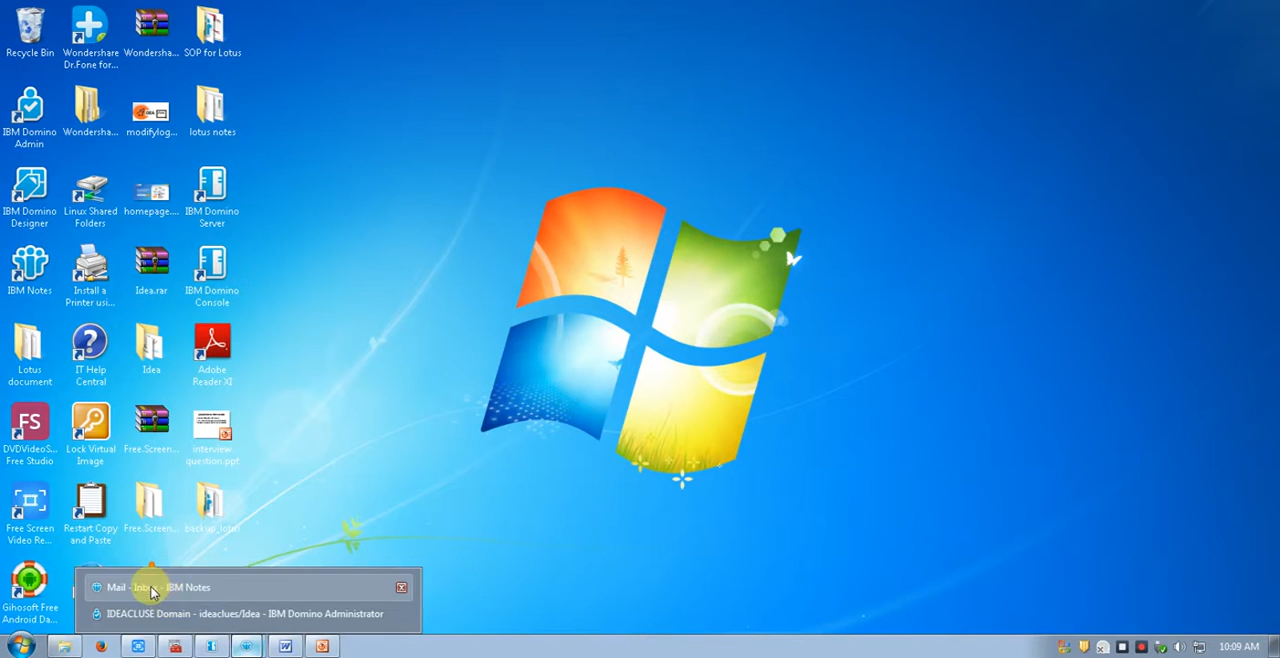 Recycle Bin
Wondershare
Dr.Fone for...
Wondersha...
SOP for Lotus
IBM Domino
Admin
Wondersha...
modifylog...
lotus notes
IBM Domino
Designer
Linux Shared
Folders
homepage....
IBM Domino
Server
IBM Notes
Install a
Printer usi...
Idea.rar
IBM Domino
Console
Lotus
document
IT Help
Central
Idea
Adobe
Reader XI
FS
DVDVideoS...
Free Studio
Lock Virtual
Image
Free.Screen...
interview
question.ppt
Free Screen
Video Re...
Restart Copy
and Paste
Free.Screen...
backup_lotus
Gihosoft Free
Android Da...
Mail - Inbox - IBM Notes
IDEACLUSE Domain - ideaclues/Idea - IBM Domino Administrator
10:09 AM